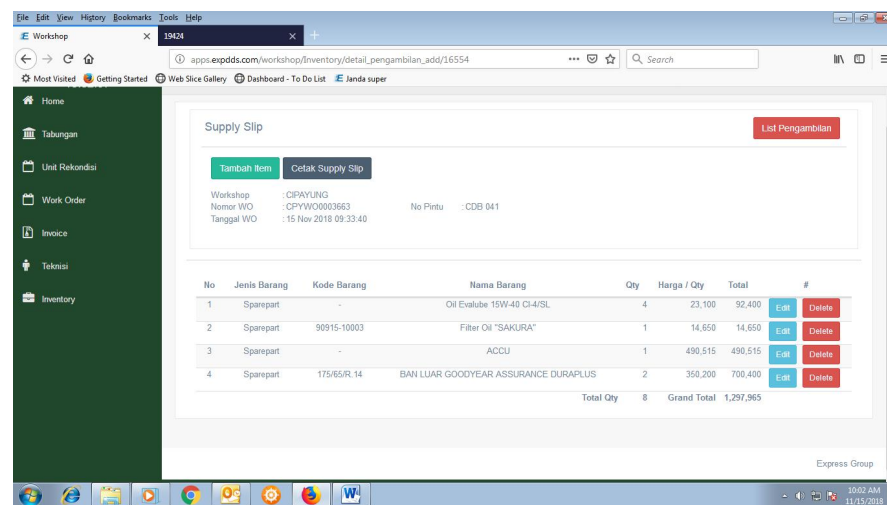 File Edit View History Bookmarks Tools Help
Workshop 19424
apps.expdds.com/workshop/Inventory/detail_pengambilan_add/16554 Search
Most Visited Getting Started Web Slice Gallery Dashboard - To Do List Janda super
Home
Tabungan
Unit Rekondisi
Work Order
Invoice
Teknisi
Inventory
Supply Slip List Pengambilan
Tambah Item Cetak Supply Slip
Workshop : CIPAYUNG
Nomor WO : CPYWO0003663 No Pintu : CDB 041
Tanggal WO : 15 Nov 2018 09:33:40
No Jenis Barang Kode Barang Nama Barang Qty Harga / Qty Total #
1 Sparepart - Oil Evalube 15W-40 CI-4/SL 4 23,100 92,400 Edit Delete
2 Sparepart 90915-10003 Filter Oil "SAKURA" 1 14,650 14,650 Edit Delete
3 Sparepart - ACCU 1 490,515 490,515 Edit Delete
4 Sparepart 175/65/R.14 BAN LUAR GOODYEAR ASSURANCE DURAPLUS 2 350,200 700,400 Edit Delete
Total Qty 8 Grand Total 1,297,965
Express Group
10:02 AM
11/15/2018